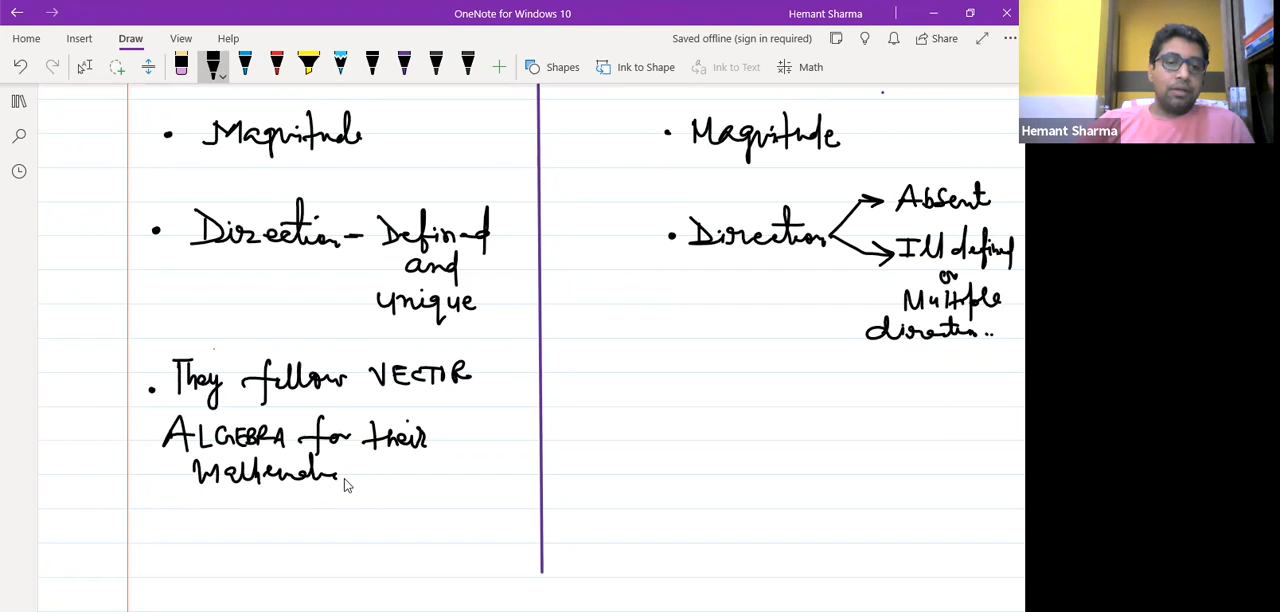 OneNote for Windows 10
Hemant Sharma
Home Insert Draw View Help
Saved offline (sign in required)
Share
Shapes
Ink to Shape
Ink to Text
Math
Hemant Sharma
• Magnitude
• Direction - Defined
and
unique
• They follow VECTOR
ALGEBRA for their
• Magnitude
• Direction
Absent
Ill defined
or
Multiple
direction..